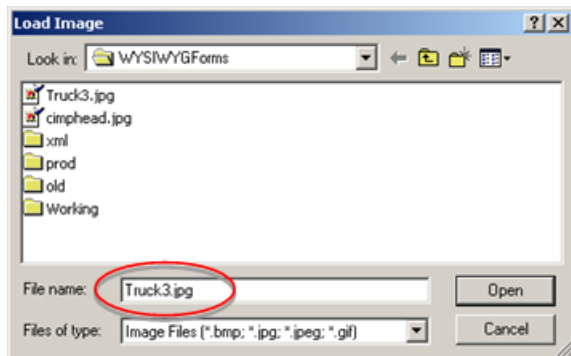 Load Image
Look in: WYSIWYGForms
Truck3.jpg
cimphead.jpg
xml
prod
old
Working
File name: Truck3.jpg Open
Files of type: Image Files (*.bmp; *.jpg; *.jpeg; *.gif) Cancel